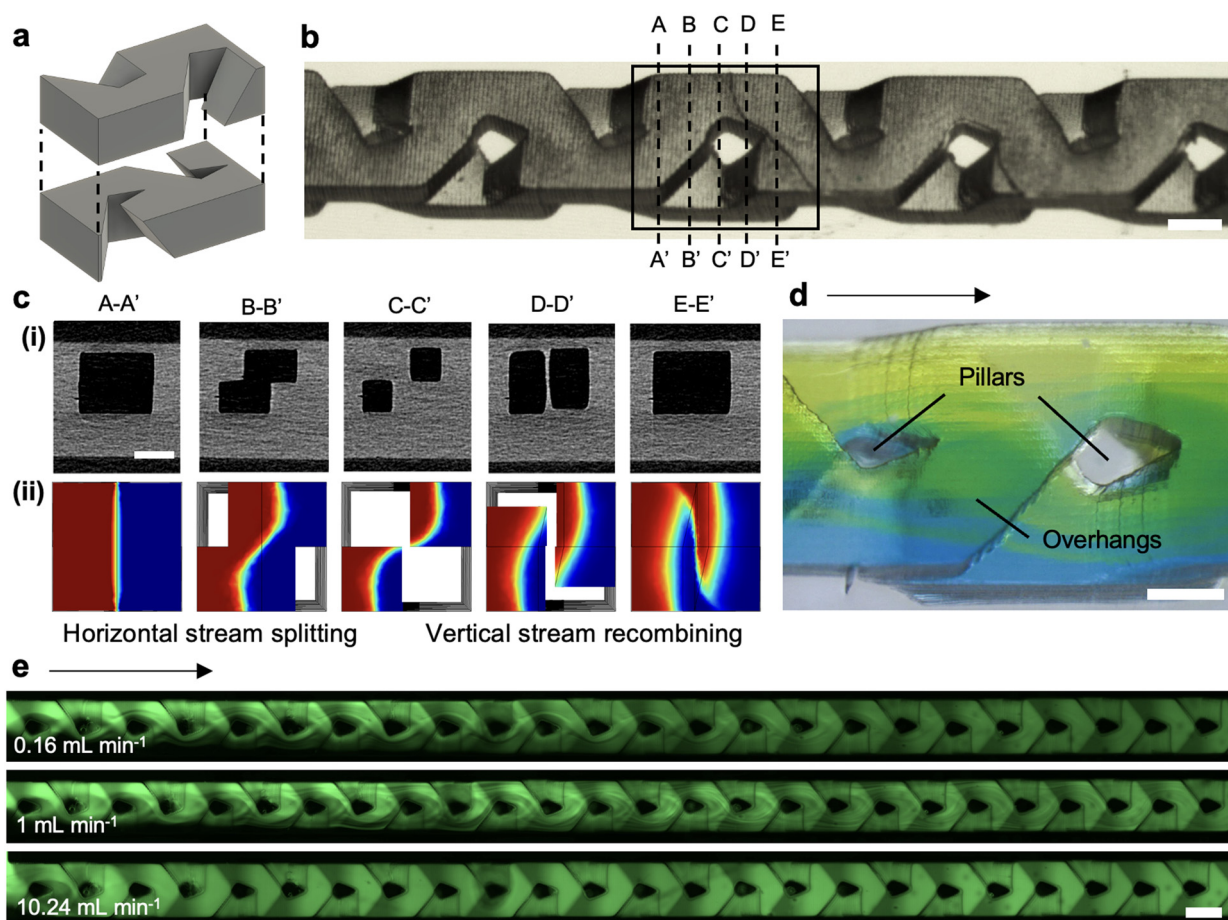 a
b
A B C D E
A' B' C' D' E'
c
A-A' B-B' C-C' D-D' E-E'
(i)
(ii)
Horizontal stream splitting Vertical stream recombining
d
Pillars
Overhangs
e
0.16 mL min⁻¹
1 mL min⁻¹
10.24 mL min⁻¹